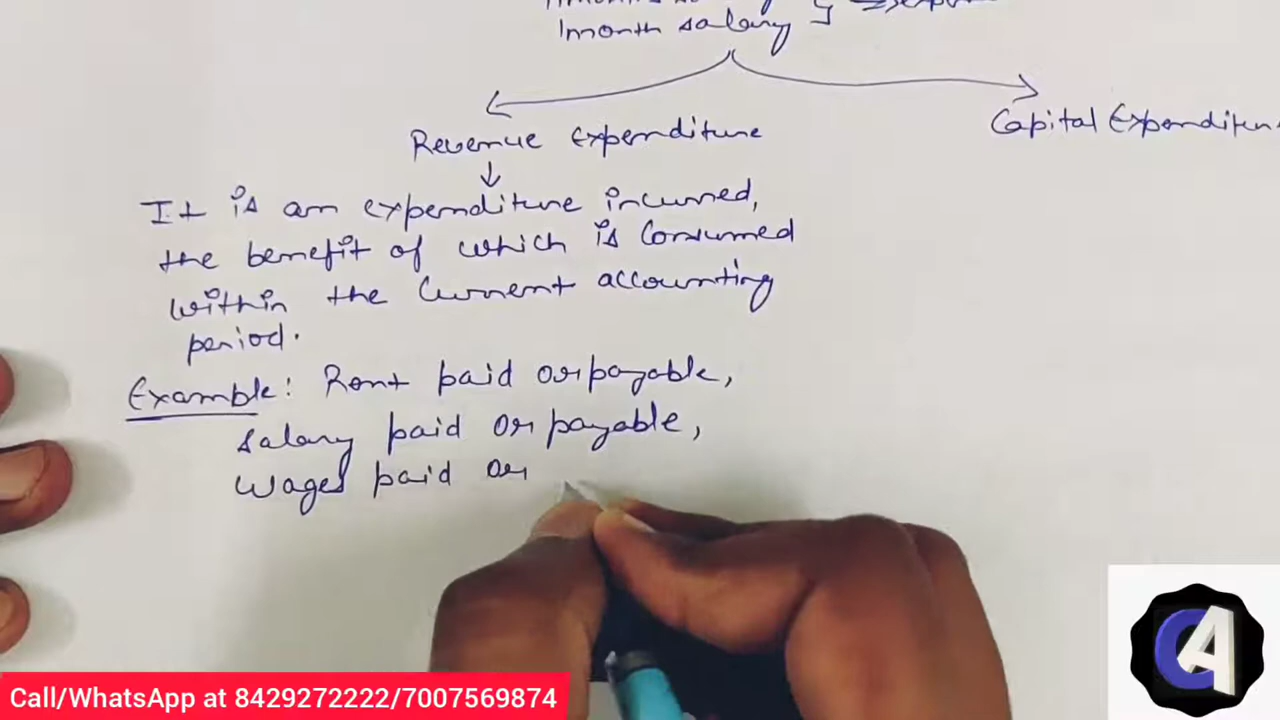 1month salary }
Revenue Expenditure
Capital Expenditur
It is an expenditure incurred,
the benefit of which is Consumed
within the Current accounting
period.
Example: Rent paid or payable,
salary paid or payable,
Wages paid or
CA
Call/WhatsApp at 8429272222/7007569874